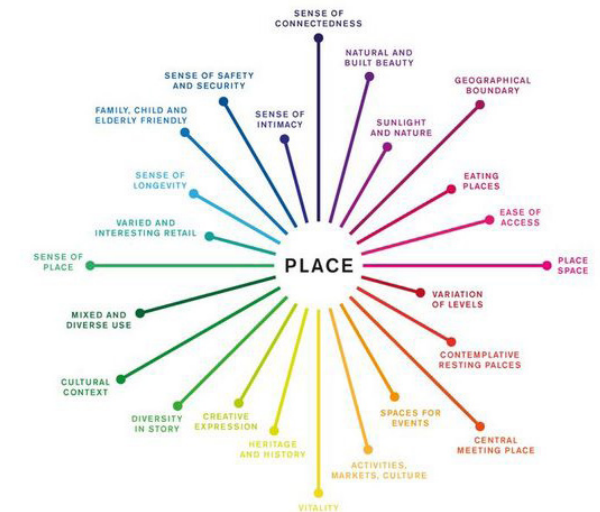 SENSE OF
CONNECTEDNESS
NATURAL AND
BUILT BEAUTY
GEOGRAPHICAL
BOUNDARY
SUNLIGHT
AND NATURE
EATING
PLACES
EASE OF
ACCESS
PLACE
SPACE
VARIATION
OF LEVELS
CONTEMPLATIVE
RESTING PALCES
CENTRAL
MEETING PLACE
SPACES FOR
EVENTS
ACTIVITIES,
MARKETS, CULTURE
VITALITY
HERITAGE
AND HISTORY
CREATIVE
EXPRESSION
DIVERSITY
IN STORY
CULTURAL
CONTEXT
MIXED AND
DIVERSE USE
SENSE OF
PLACE
VARIED AND
INTERESTING RETAIL
SENSE OF
LONGEVITY
FAMILY, CHILD AND
ELDERLY FRIENDLY
SENSE OF SAFETY
AND SECURITY
SENSE OF
INTIMACY
PLACE